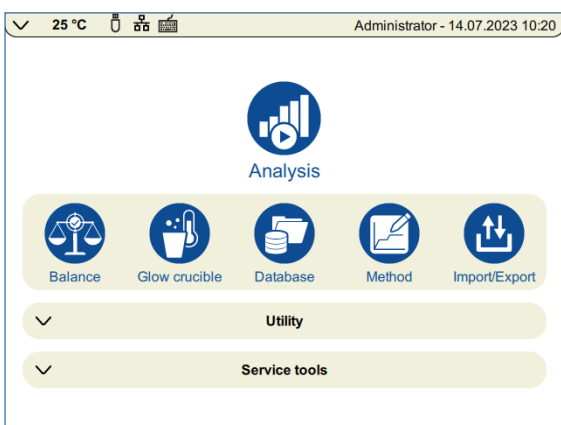 25 °C Administrator - 14.07.2023 10:20
Analysis
Balance Glow crucible Database Method Import/Export
Utility
Service tools